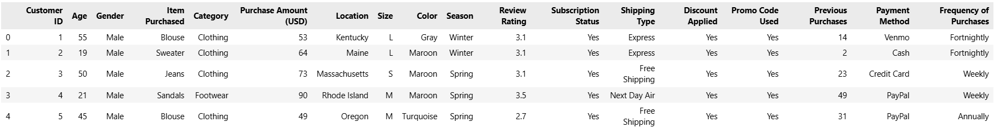 Customer ID Age Gender Item Purchased Category Purchase Amount (USD) Location Size Color Season Review Rating Subscription Status Shipping Type Discount Applied Promo Code Used Previous Purchases Payment Method Frequency of Purchases
0 1 55 Male Blouse Clothing 53 Kentucky L Gray Winter 3.1 Yes Express Yes Yes 14 Venmo Fortnightly
1 2 19 Male Sweater Clothing 64 Maine L Maroon Winter 3.1 Yes Express Yes Yes 2 Cash Fortnightly
2 3 50 Male Jeans Clothing 73 Massachusetts S Maroon Spring 3.1 Yes Free Shipping Yes Yes 23 Credit Card Weekly
3 4 21 Male Sandals Footwear 90 Rhode Island M Maroon Spring 3.5 Yes Next Day Air Yes Yes 49 PayPal Weekly
4 5 45 Male Blouse Clothing 49 Oregon M Turquoise Spring 2.7 Yes Free Shipping Yes Yes 31 PayPal Annually